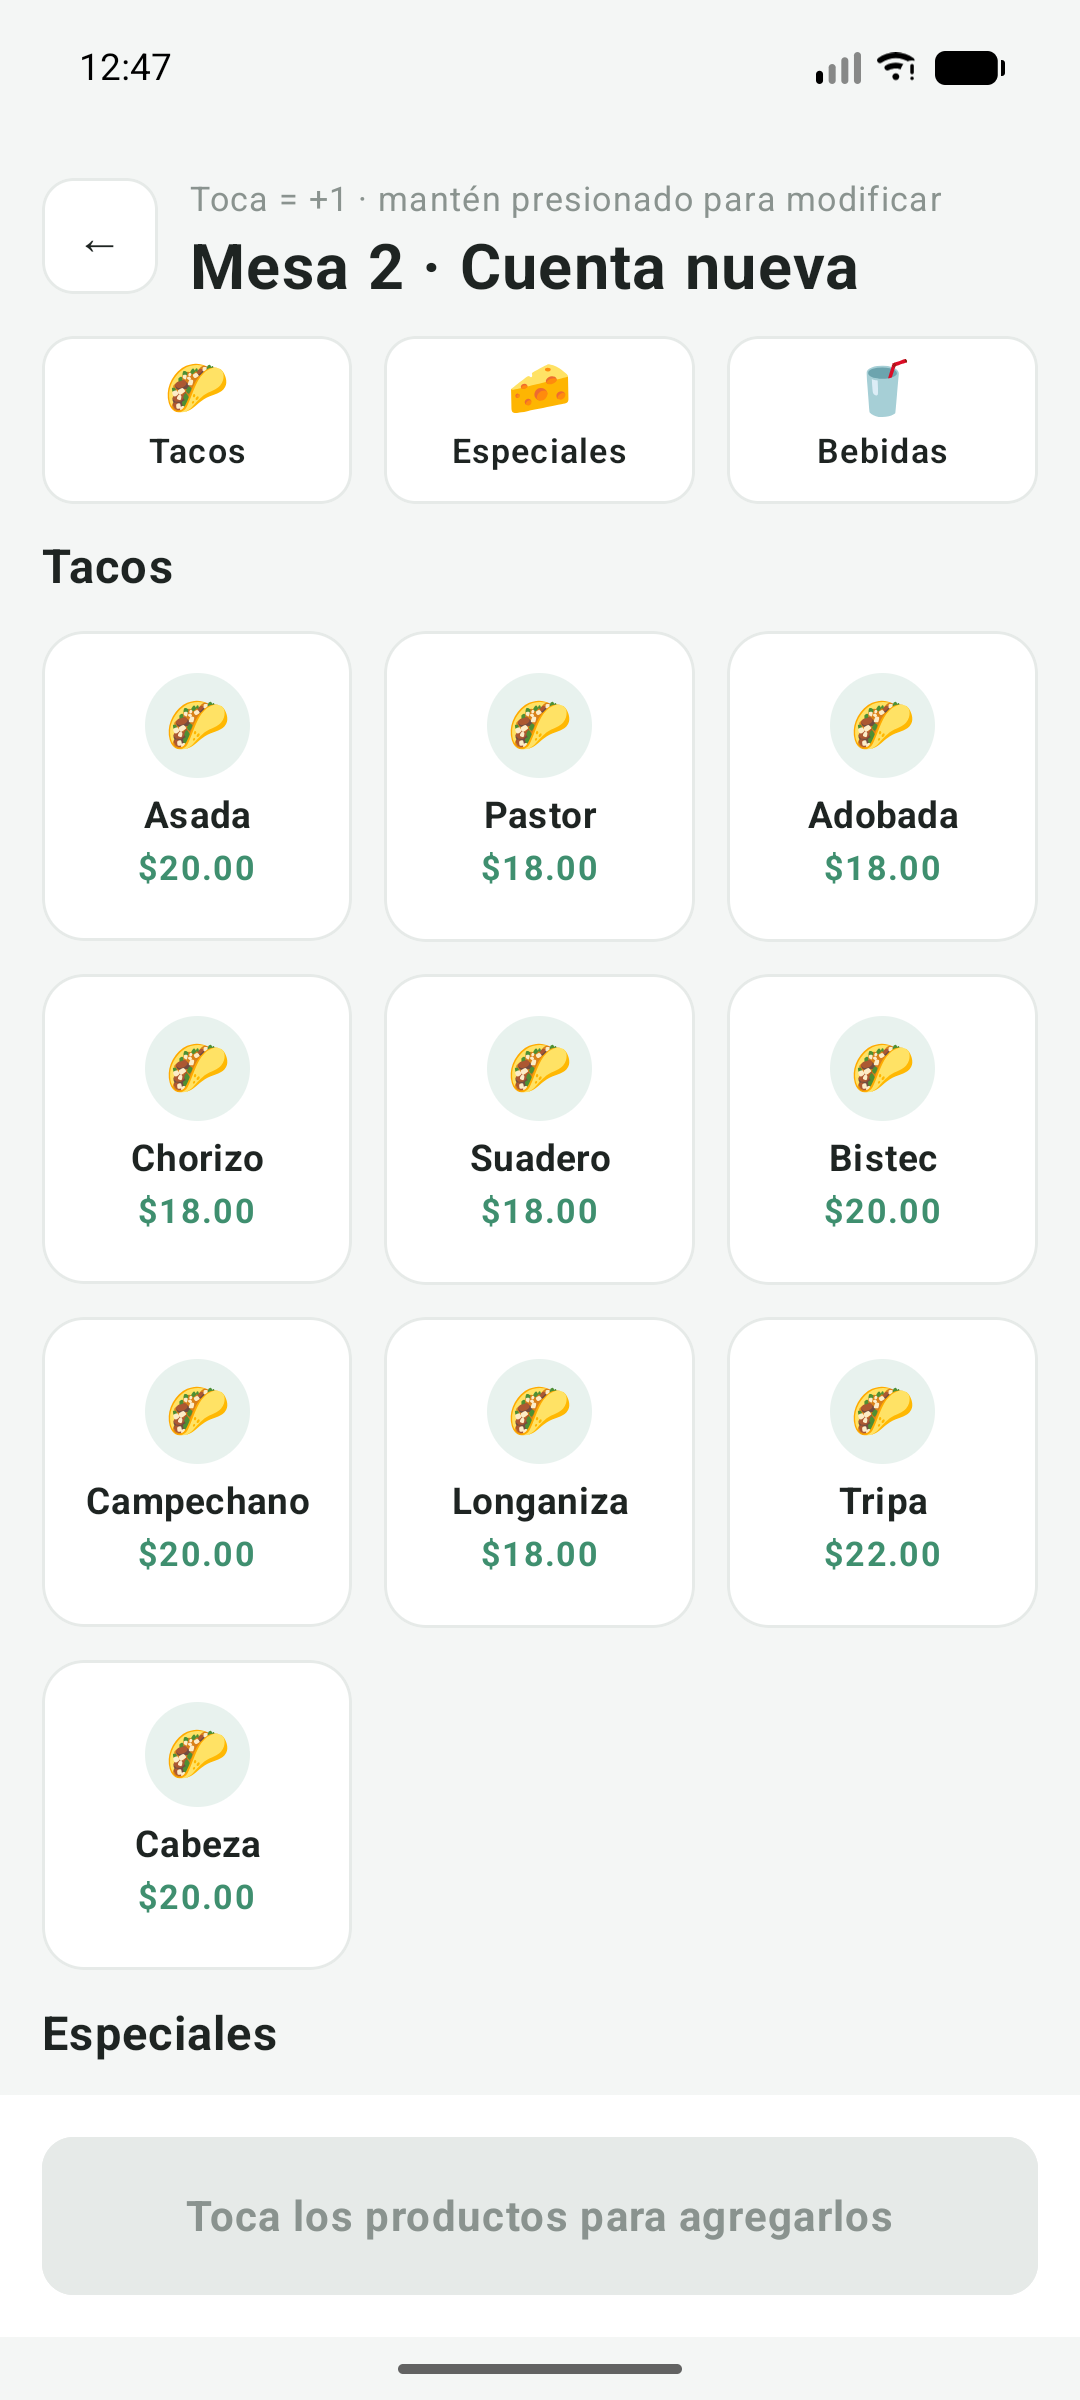 12:47
Toca = +1 · mantén presionado para modificar
←
Mesa 2 · Cuenta nueva
Tacos
Especiales
Bebidas
Tacos
Asada
$20.00
Pastor
$18.00
Adobada
$18.00
Chorizo
$18.00
Suadero
$18.00
Bistec
$20.00
Campechano
$20.00
Longaniza
$18.00
Tripa
$22.00
Cabeza
$20.00
Especiales
Toca los productos para agregarlos